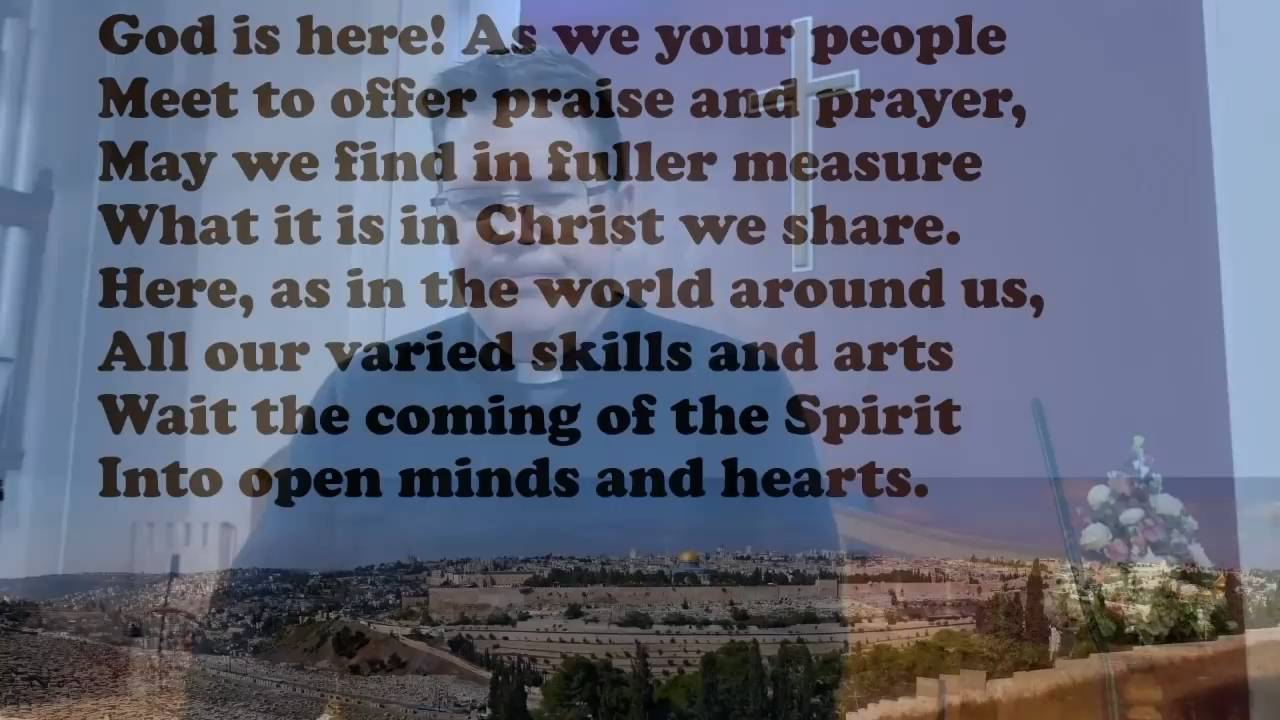 God is here! As we your people
Meet to offer praise and prayer,
May we find in fuller measure
What it is in Christ we share.
Here, as in the world around us,
All our varied skills and arts
Wait the coming of the Spirit
Into open minds and hearts.